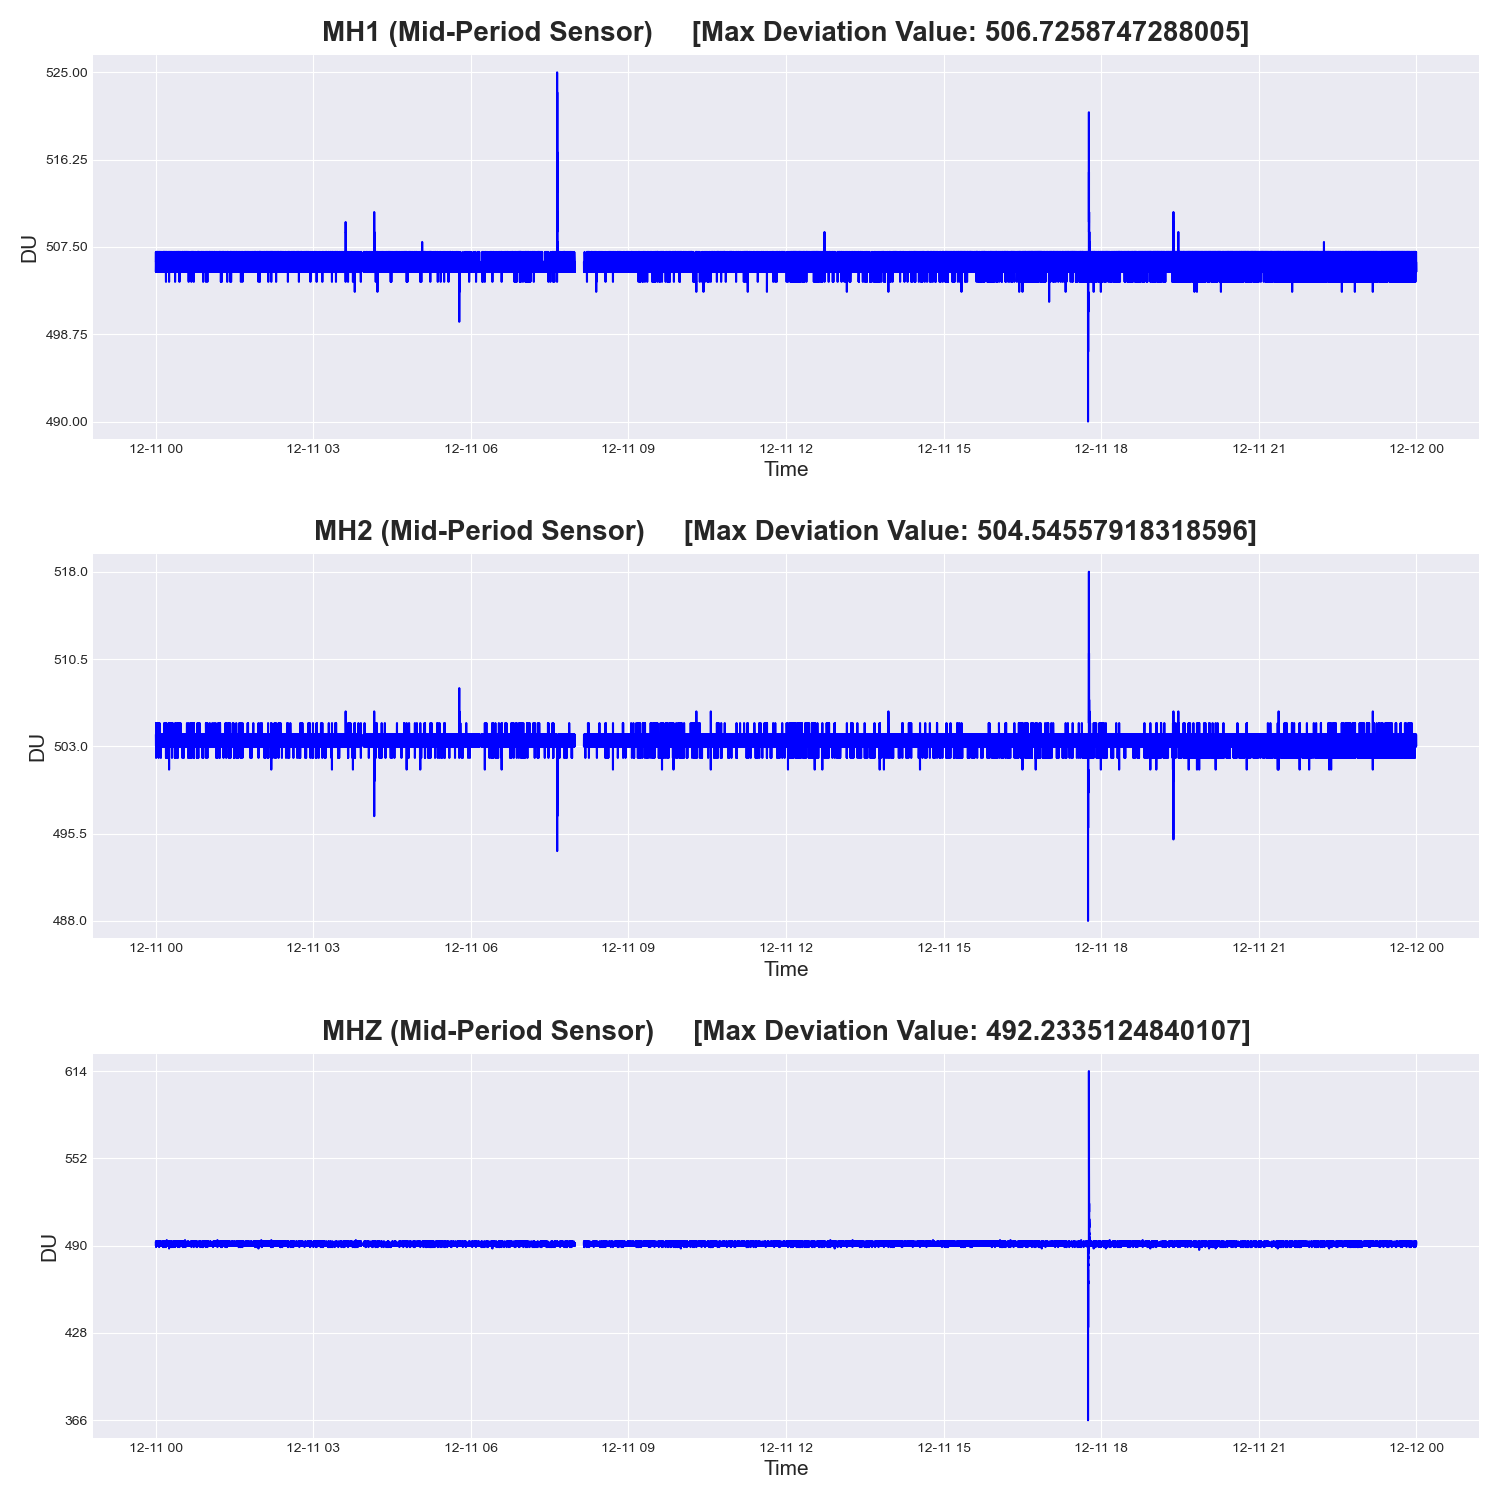 MH1 (Mid-Period Sensor) [Max Deviation Value: 506.7258747288005]
525.00
516.25
507.50
498.75
490.00
DU
12-11 00 12-11 03 12-11 06 12-11 09 12-11 12 12-11 15 12-11 18 12-11 21 12-12 00
Time
MH2 (Mid-Period Sensor) [Max Deviation Value: 504.54557918318596]
518.0
510.5
503.0
495.5
488.0
DU
12-11 00 12-11 03 12-11 06 12-11 09 12-11 12 12-11 15 12-11 18 12-11 21 12-12 00
Time
MHZ (Mid-Period Sensor) [Max Deviation Value: 492.2335124840107]
614
552
490
428
366
DU
12-11 00 12-11 03 12-11 06 12-11 09 12-11 12 12-11 15 12-11 18 12-11 21 12-12 00
Time